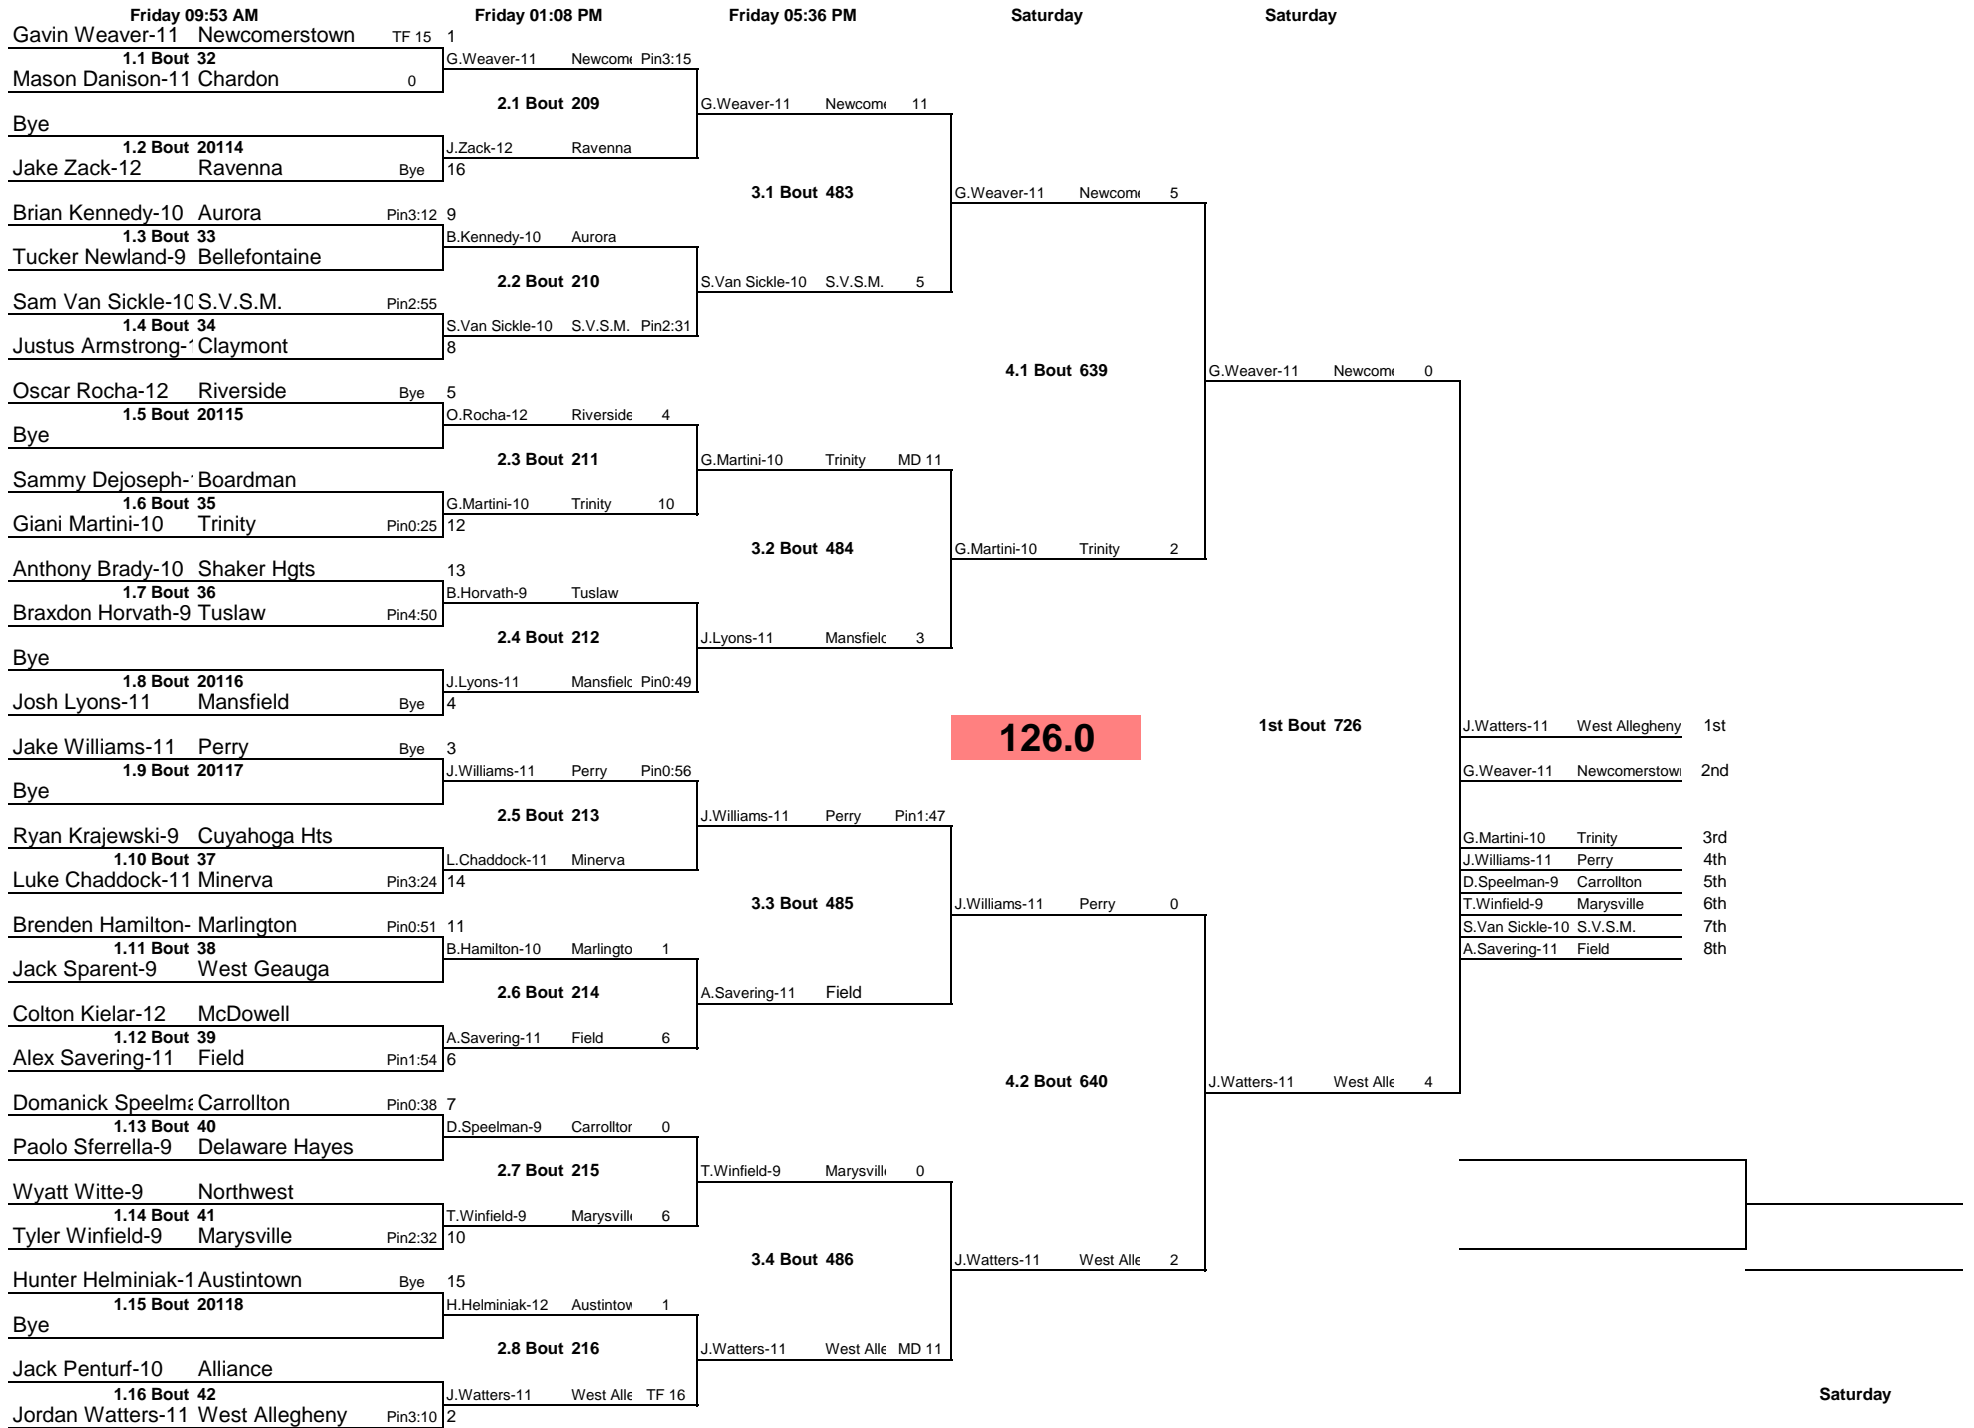 Friday 09:53 AM Friday 01:08 PM Friday 05:36 PM Saturday Saturday
Gavin Weaver-11 Newcomerstown TF 15 1
1.1 Bout 32
G.Weaver-11 Newcom Pin3:15
Mason Danison-11 Chardon 0
2.1 Bout 209
G.Weaver-11 Newcom 11
Bye
1.2 Bout 20114
J.Zack-12 Ravenna
Jake Zack-12 Ravenna Bye 16
3.1 Bout 483
G.Weaver-11 Newcom 5
Brian Kennedy-10 Aurora Pin3:12 9
1.3 Bout 33
B.Kennedy-10 Aurora
Tucker Newland-9 Bellefontaine
2.2 Bout 210
S.Van Sickle-10 S.V.S.M. 5
Sam Van Sickle-10 S.V.S.M. Pin2:55
1.4 Bout 34
S.Van Sickle-10 S.V.S.M. Pin2:31
Justus Armstrong- Claymont 8
4.1 Bout 639
G.Weaver-11 Newcom 0
Oscar Rocha-12 Riverside Bye 5
1.5 Bout 20115
O.Rocha-12 Riverside 4
Bye
2.3 Bout 211
G.Martini-10 Trinity MD 11
Sammy Dejoseph- Boardman
1.6 Bout 35
G.Martini-10 Trinity 10
Giani Martini-10 Trinity Pin0:25 12
3.2 Bout 484
G.Martini-10 Trinity 2
Anthony Brady-10 Shaker Hgts 13
1.7 Bout 36
B.Horvath-9 Tuslaw
Braxdon Horvath-9 Tuslaw Pin4:50
2.4 Bout 212
J.Lyons-11 Mansfield 3
Bye
1.8 Bout 20116
J.Lyons-11 Mansfield Pin0:49
Josh Lyons-11 Mansfield Bye 4
126.0
1st Bout 726
J.Watters-11 West Allegheny 1st
Jake Williams-11 Perry Bye 3
1.9 Bout 20117
J.Williams-11 Perry Pin0:56
G.Weaver-11 Newcomerstow 2nd
Bye
2.5 Bout 213
J.Williams-11 Perry Pin1:47
Ryan Krajewski-9 Cuyahoga Hts
G.Martini-10 Trinity 3rd
1.10 Bout 37
L.Chaddock-11 Minerva
J.Williams-11 Perry 4th
Luke Chaddock-11 Minerva Pin3:24 14
D.Speelman-9 Carrollton 5th
3.3 Bout 485
J.Williams-11 Perry 0
T.Winfield-9 Marysville 6th
Brenden Hamilton- Marlington Pin0:51 11
S.Van Sickle-10 S.V.S.M. 7th
1.11 Bout 38
B.Hamilton-10 Marlingto 1
A.Savering-11 Field 8th
Jack Sparent-9 West Geauga
2.6 Bout 214
A.Savering-11 Field
Colton Kielar-12 McDowell
1.12 Bout 39
A.Savering-11 Field 6
Alex Savering-11 Field Pin1:54 6
4.2 Bout 640
J.Watters-11 West Alle 4
Domanick Speelma Carrollton Pin0:38 7
1.13 Bout 40
D.Speelman-9 Carrollton 0
Paolo Sferrella-9 Delaware Hayes
2.7 Bout 215
T.Winfield-9 Marysvill 0
Wyatt Witte-9 Northwest
1.14 Bout 41
T.Winfield-9 Marysvill 6
Tyler Winfield-9 Marysville Pin2:32 10
3.4 Bout 486
J.Watters-11 West Alle 2
Hunter Helminiak-1 Austintown Bye 15
1.15 Bout 20118
H.Helminiak-12 Austintow 1
Bye
2.8 Bout 216
J.Watters-11 West Alle MD 11
Jack Penturf-10 Alliance
1.16 Bout 42
J.Watters-11 West Alle TF 16
Saturday
Jordan Watters-11 West Allegheny Pin3:10 2